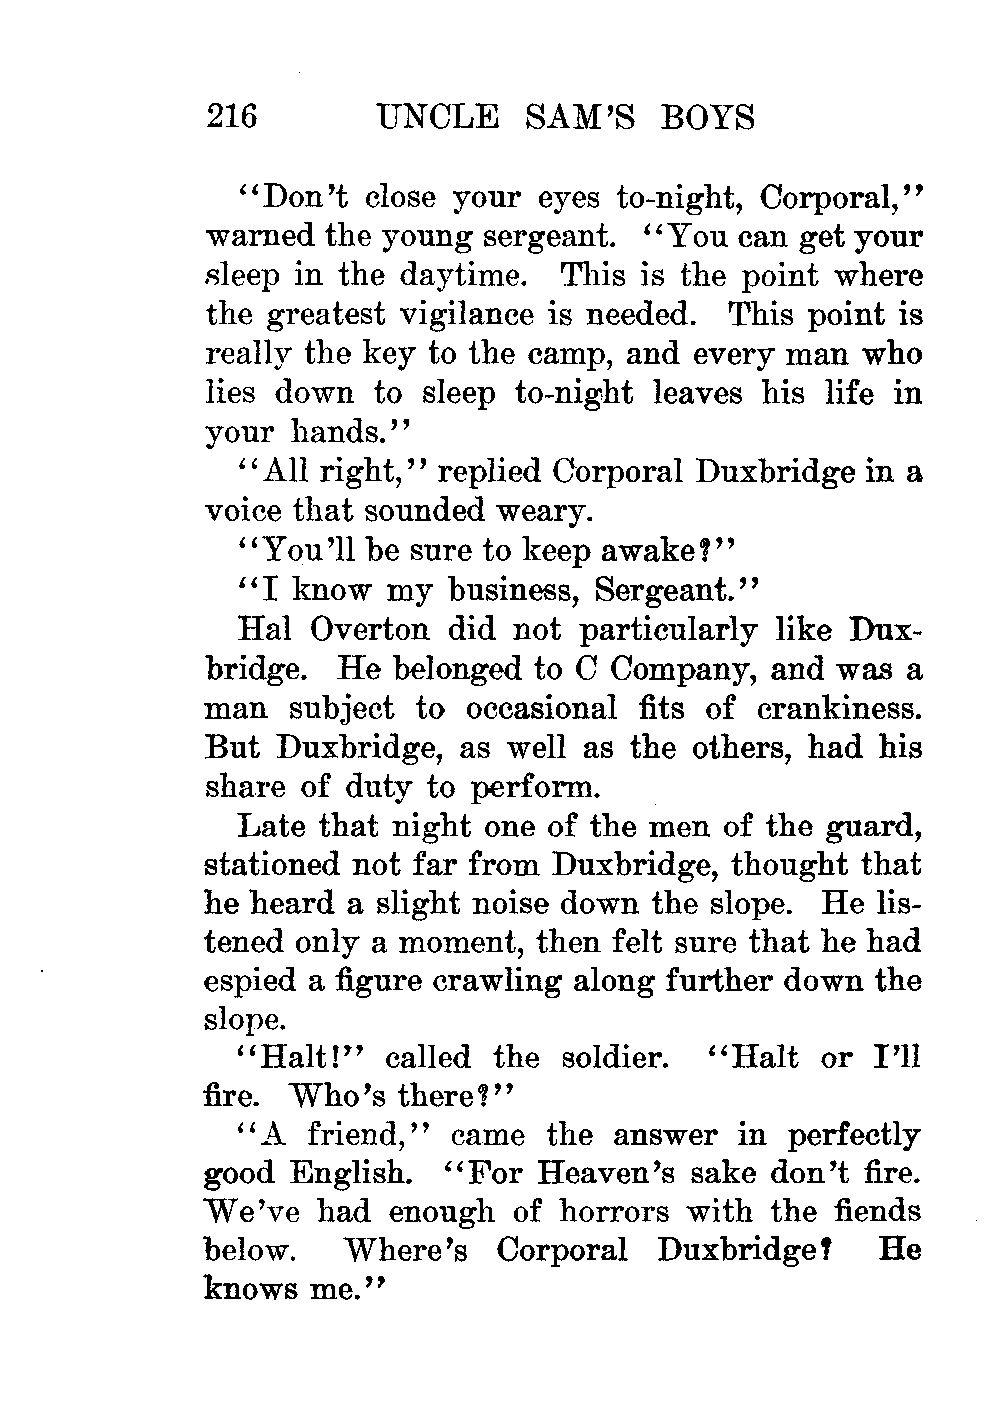 216 UNCLE SAM'S BOYS
"Don't close your eyes to-night, Corporal,"
warned the young sergeant. "You can get your
sleep in the daytime. This is the point where
the greatest vigilance is needed. This point is
really the key to the camp, and every man who
lies down to sleep to-night leaves his life in
your hands."
"All right," replied Corporal Duxbridge in a
voice that sounded weary.
"You'll be sure to keep awake?"
"I know my business, Sergeant."
Hal Overton did not particularly like Dux-
bridge. He belonged to C Company, and was a
man subject to occasional fits of crankiness.
But Duxbridge, as well as the others, had his
share of duty to perform.
Late that night one of the men of the guard,
stationed not far from Duxbridge, thought that
he heard a slight noise down the slope. He lis-
tened only a moment, then felt sure that he had
espied a figure crawling along further down the
slope.
"Halt!" called the soldier. "Halt or I'll
fire. Who's there?"
"A friend," came the answer in perfectly
good English. "For Heaven's sake don't fire.
We've had enough of horrors with the fiends
below. Where's Corporal Duxbridge? He
knows me."